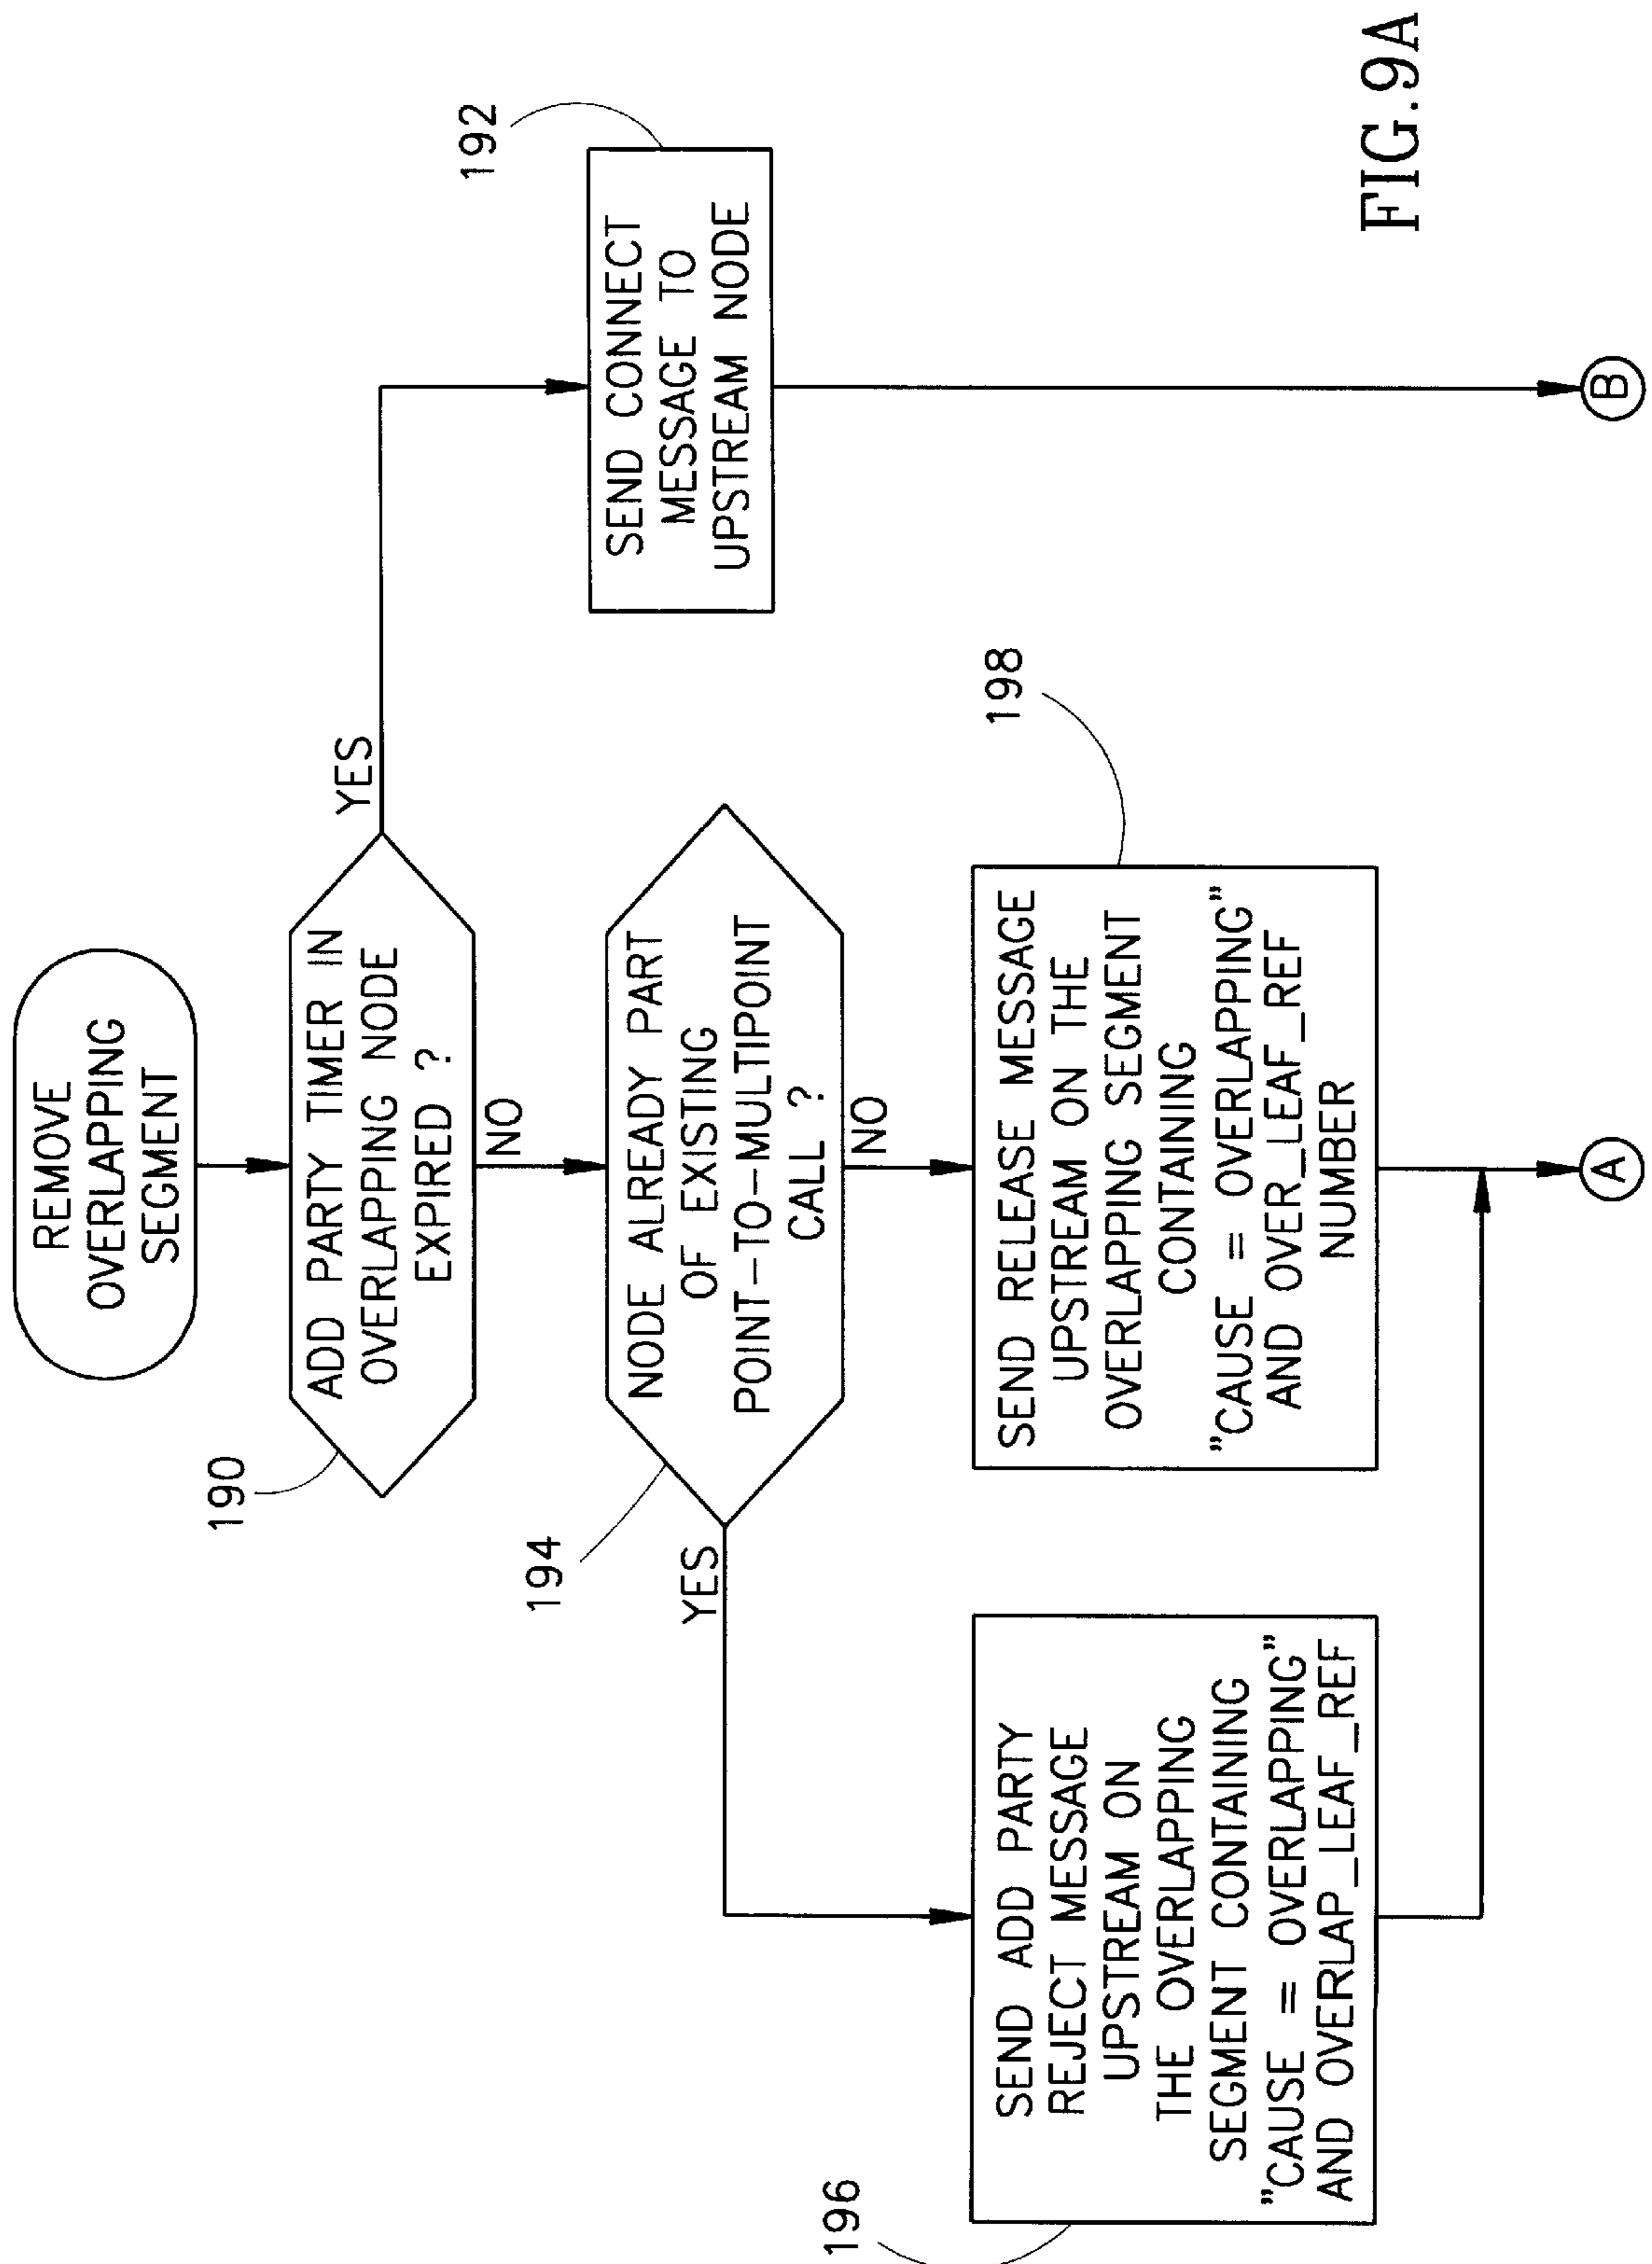 REMOVE
OVERLAPPING
SEGMENT
190
ADD PARTY TIMER IN
OVERLAPPING NODE
EXPIRED ?
YES
NO
192
SEND CONNECT
MESSAGE TO
UPSTREAM NODE
194
NODE ALREADY PART
OF EXISTING
POINT-TO-MULTIPOINT
CALL ?
YES
NO
196
SEND ADD PARTY
REJECT MESSAGE
UPSTREAM ON
THE OVERLAPPING
SEGMENT CONTAINING
"CAUSE = OVERLAPPING"
AND OVERLAP_LEAF_REF
198
SEND RELEASE MESSAGE
UPSTREAM ON THE
OVERLAPPING SEGMENT
CONTAINING
"CAUSE = OVERLAPPING"
AND OVER_LEAF_REF
NUMBER
A
B
FIG.9A